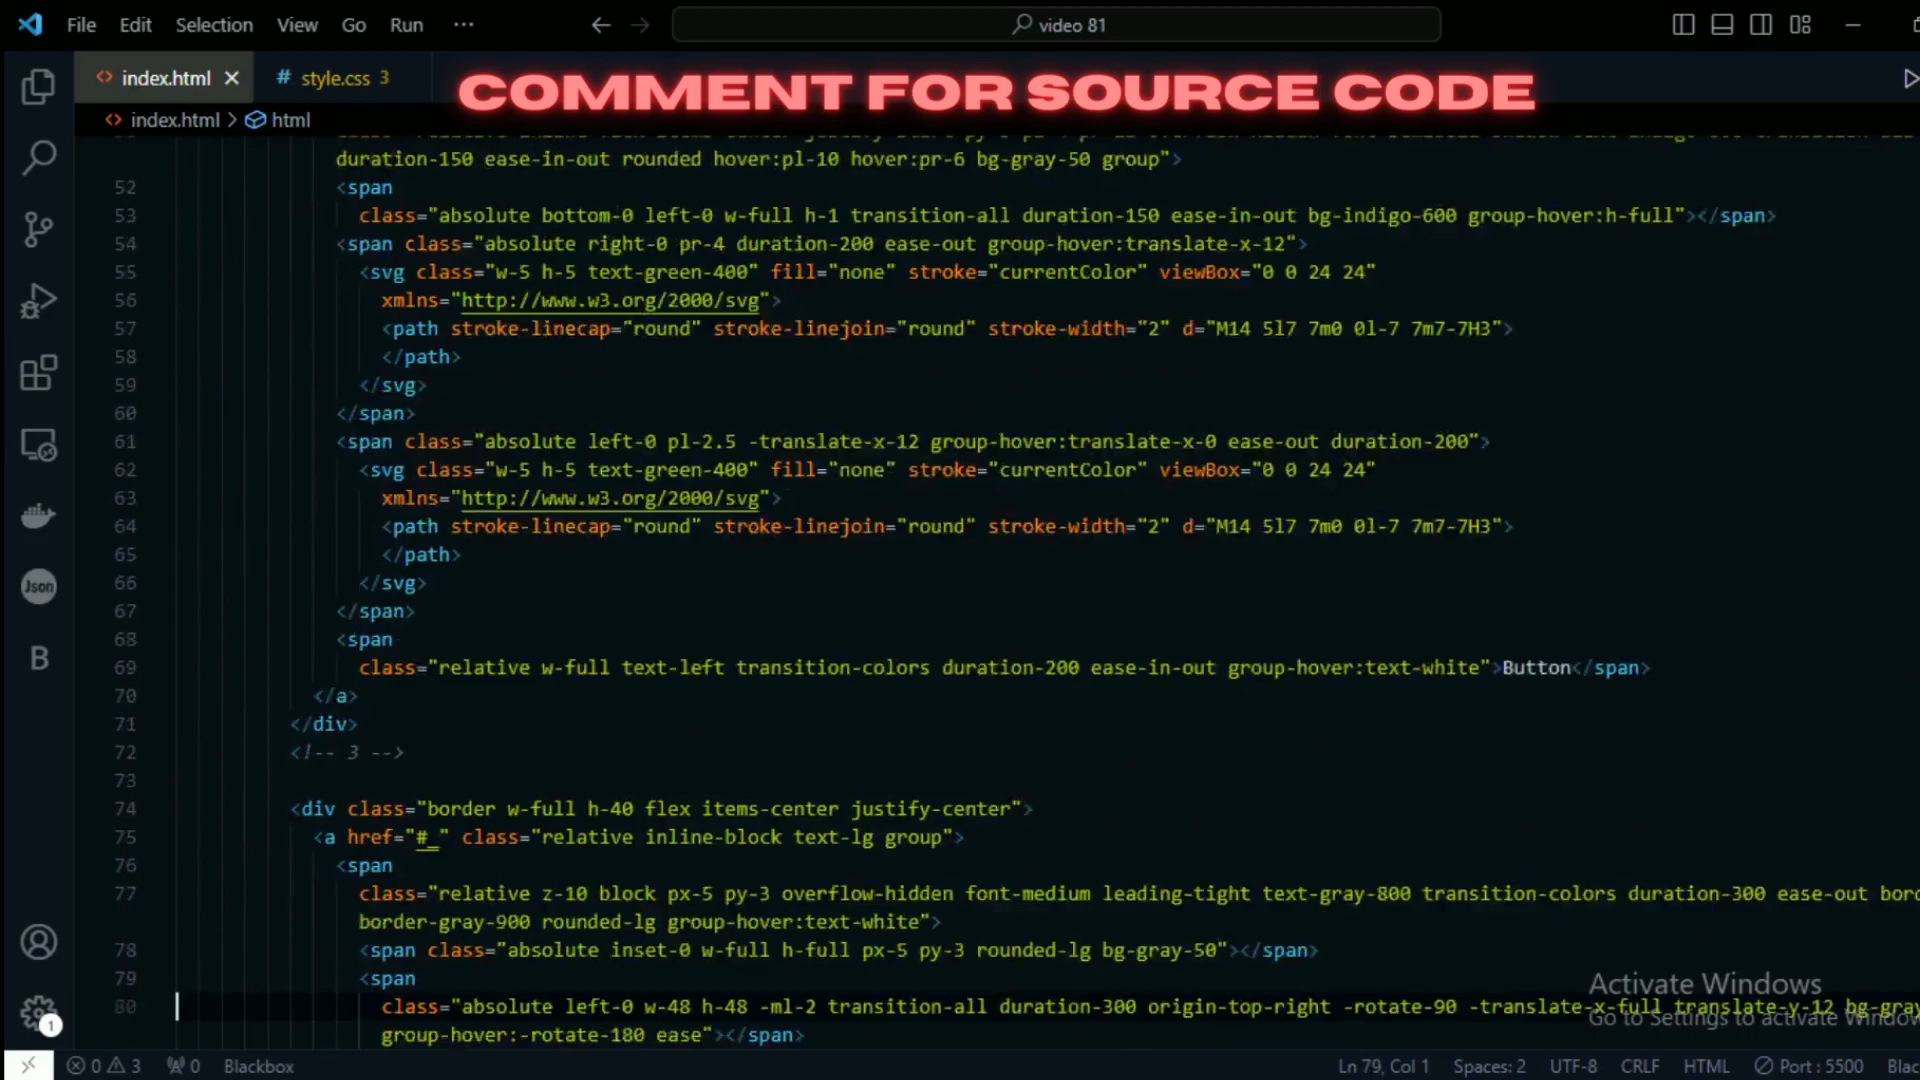 File Edit Selection View Go Run ··· video 81
index.html style.css 3
COMMENT FOR SOURCE CODE
index.html > html
duration-150 ease-in-out rounded hover:pl-10 hover:pr-6 bg-gray-50 group">
52 <span
53 class="absolute bottom-0 left-0 w-full h-1 transition-all duration-150 ease-in-out bg-indigo-600 group-hover:h-full"></span>
54 <span class="absolute right-0 pr-4 duration-200 ease-out group-hover:translate-x-12">
55 <svg class="w-5 h-5 text-green-400" fill="none" stroke="currentColor" viewBox="0 0 24 24"
56 xmlns="http://www.w3.org/2000/svg">
57 <path stroke-linecap="round" stroke-linejoin="round" stroke-width="2" d="M14 5l7 7m0 0l-7 7m7-7H3">
58 </path>
59 </svg>
60 </span>
61 <span class="absolute left-0 pl-2.5 -translate-x-12 group-hover:translate-x-0 ease-out duration-200">
62 <svg class="w-5 h-5 text-green-400" fill="none" stroke="currentColor" viewBox="0 0 24 24"
63 xmlns="http://www.w3.org/2000/svg">
64 <path stroke-linecap="round" stroke-linejoin="round" stroke-width="2" d="M14 5l7 7m0 0l-7 7m7-7H3">
65 </path>
66 </svg>
67 </span>
68 <span
69 class="relative w-full text-left transition-colors duration-200 ease-in-out group-hover:text-white">Button</span>
70 </a>
71 </div>
72 <!-- 3 -->
73
74 <div class="border w-full h-40 flex items-center justify-center">
75 <a href="#_" class="relative inline-block text-lg group">
76 <span
77 class="relative z-10 block px-5 py-3 overflow-hidden font-medium leading-tight text-gray-800 transition-colors duration-300 ease-out bord
border-gray-900 rounded-lg group-hover:text-white">
78 <span class="absolute inset-0 w-full h-full px-5 py-3 rounded-lg bg-gray-50"></span>
79 <span
80 class="absolute left-0 w-48 h-48 -ml-2 transition-all duration-300 origin-top-right -rotate-90 -translate-x-full translate-y-12 bg-gray
group-hover:-rotate-180 ease"></span>
Json
B
1
Activate Windows
Go to Settings to activate Window
0 3 0 Blackbox Ln 79, Col 1 Spaces: 2 UTF-8 CRLF HTML Port : 5500 Blac